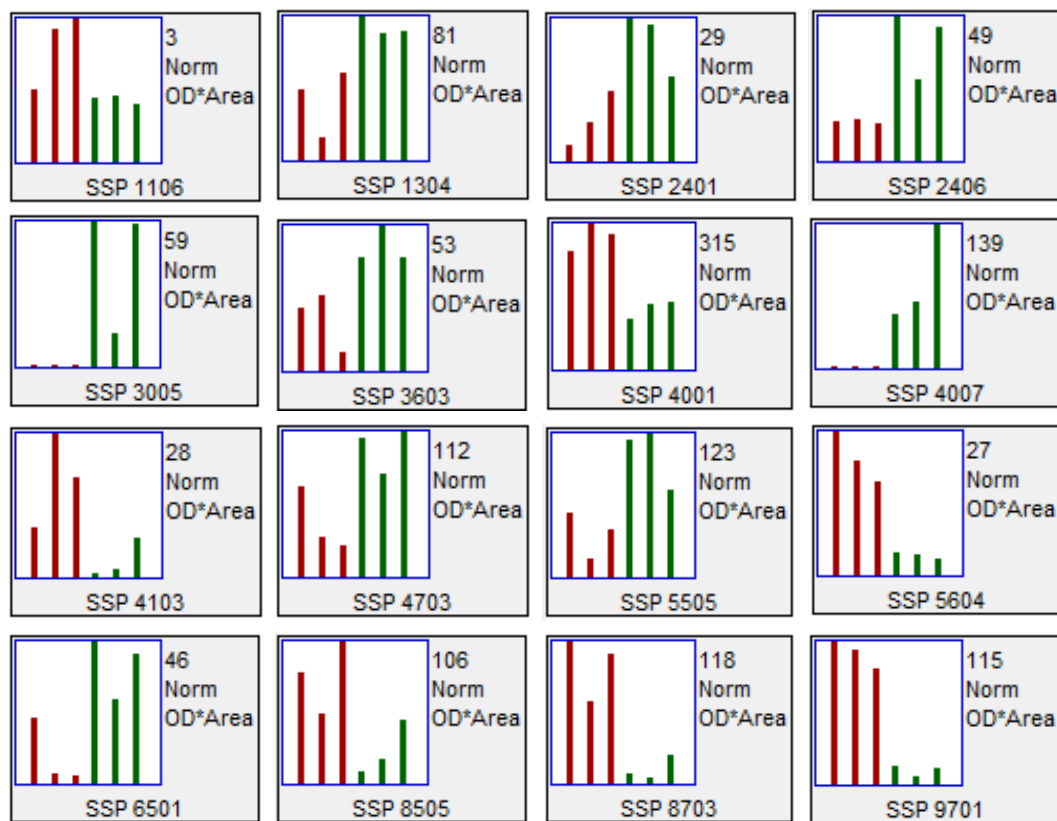 3
Norm
OD*Area
SSP 1106
81
Norm
OD*Area
SSP 1304
29
Norm
OD*Area
SSP 2401
49
Norm
OD*Area
SSP 2406
59
Norm
OD*Area
SSP 3005
53
Norm
OD*Area
SSP 3603
315
Norm
OD*Area
SSP 4001
139
Norm
OD*Area
SSP 4007
28
Norm
OD*Area
SSP 4103
112
Norm
OD*Area
SSP 4703
123
Norm
OD*Area
SSP 5505
27
Norm
OD*Area
SSP 5604
46
Norm
OD*Area
SSP 6501
106
Norm
OD*Area
SSP 8505
118
Norm
OD*Area
SSP 8703
115
Norm
OD*Area
SSP 9701